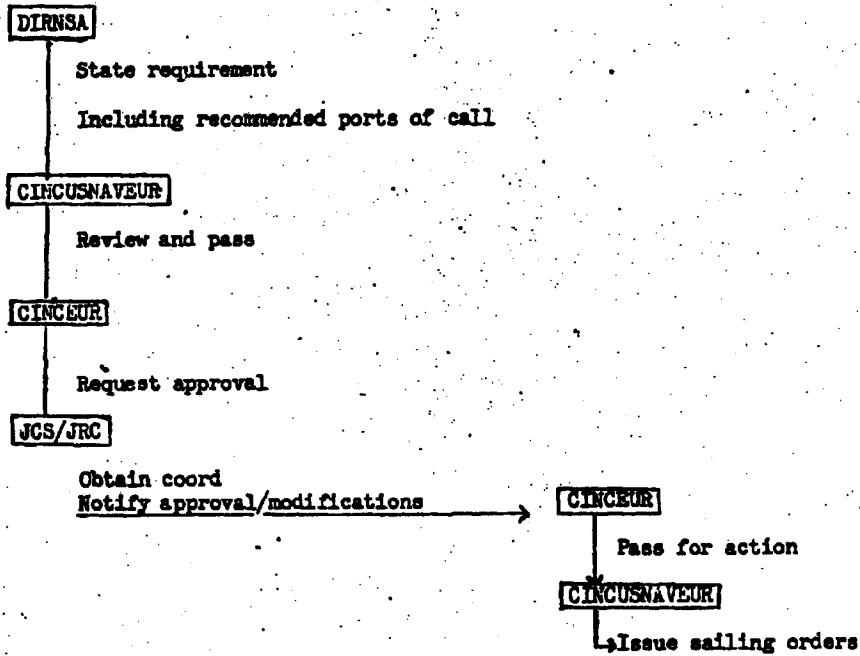 DIRNSA
State requirement
Including recommended ports of call
CINCUSNAVEUR
Review and pass
CINCEUR
Request approval
JCS/JRC
Obtain coord
Notify approval/modifications
CINCEUR
Pass for action
CINCUSNAVEUR
Issue sailing orders